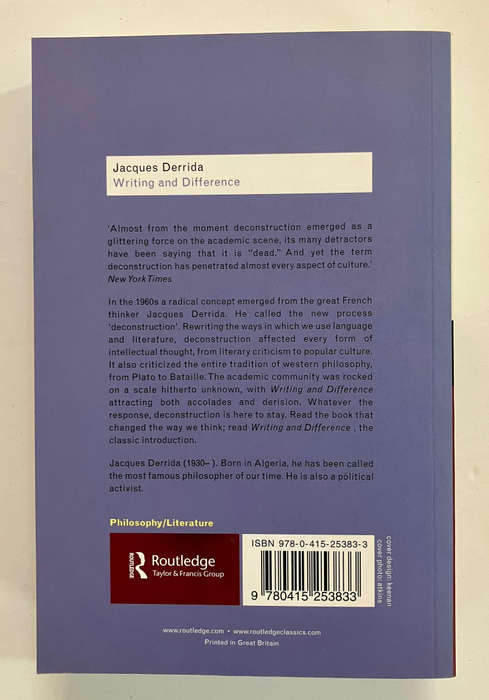 Jacques Derrida
Writing and Difference
'Almost from the moment deconstruction emerged as a
glittering force on the academic scene, its many detractors
have been saying that it is "dead." And yet the term
deconstruction has penetrated almost every aspect of culture.'
New York Times
In the 1960s a radical concept emerged from the great French
thinker Jacques Derrida. He called the new process
'deconstruction'. Rewriting the ways in which we use language
and literature, deconstruction affected every form of
intellectual thought, from literary criticism to popular culture.
It also criticized the entire tradition of western philosophy,
from Plato to Bataille. The academic community was rocked
on a scale hitherto unknown, with Writing and Difference
attracting both accolades and derision. Whatever the
response, deconstruction is here to stay. Read the book that
changed the way we think; read Writing and Difference , the
classic introduction.
Jacques Derrida (1930– ). Born in Algeria, he has been called
the most famous philosopher of our time. He is also a political
activist.
Philosophy/Literature
ROUTLEDGE
Routledge
Taylor & Francis Group
ISBN 978-0-415-25383-3
9 780415 253833
cover design: keenan
cover photo: atkins
www.routledge.com • www.routledgeclassics.com
Printed in Great Britain